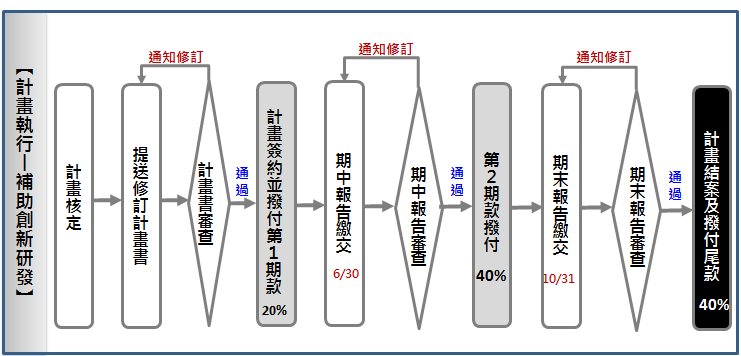 【計畫執行—補助創新研發】
計畫核定
提送修訂計畫書
通知修訂
計畫書審查
通過
計畫簽約並撥付第1期款
20%
期中報告繳交
6/30
通知修訂
期中報告審查
通過
第2期款撥付
40%
期末報告繳交
10/31
通知修訂
期末報告審查
通過
計畫結案及撥付尾款
40%